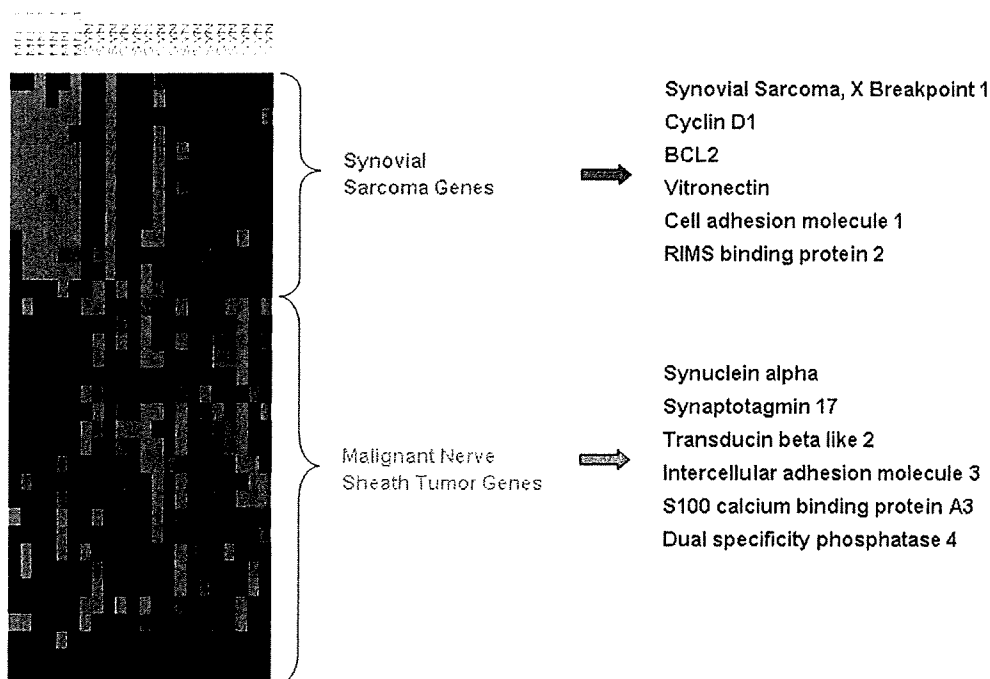 Synovial
Sarcoma Genes
Synovial Sarcoma, X Breakpoint 1
Cyclin D1
BCL2
Vitronectin
Cell adhesion molecule 1
RIMS binding protein 2
Malignant Nerve
Sheath Tumor Genes
Synuclein alpha
Synaptotagmin 17
Transducin beta like 2
Intercellular adhesion molecule 3
S100 calcium binding protein A3
Dual specificity phosphatase 4